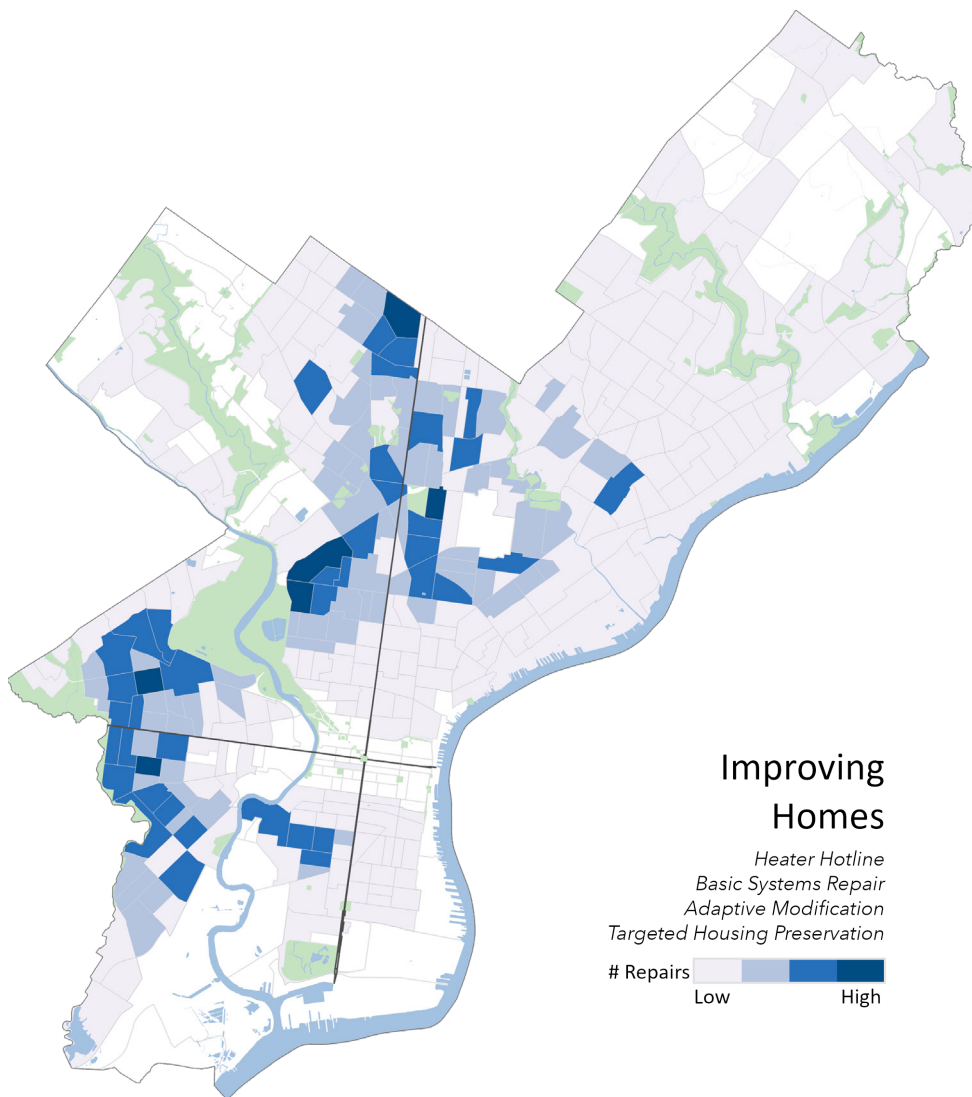 Improving
Homes
Heater Hotline
Basic Systems Repair
Adaptive Modification
Targeted Housing Preservation
# Repairs
Low High